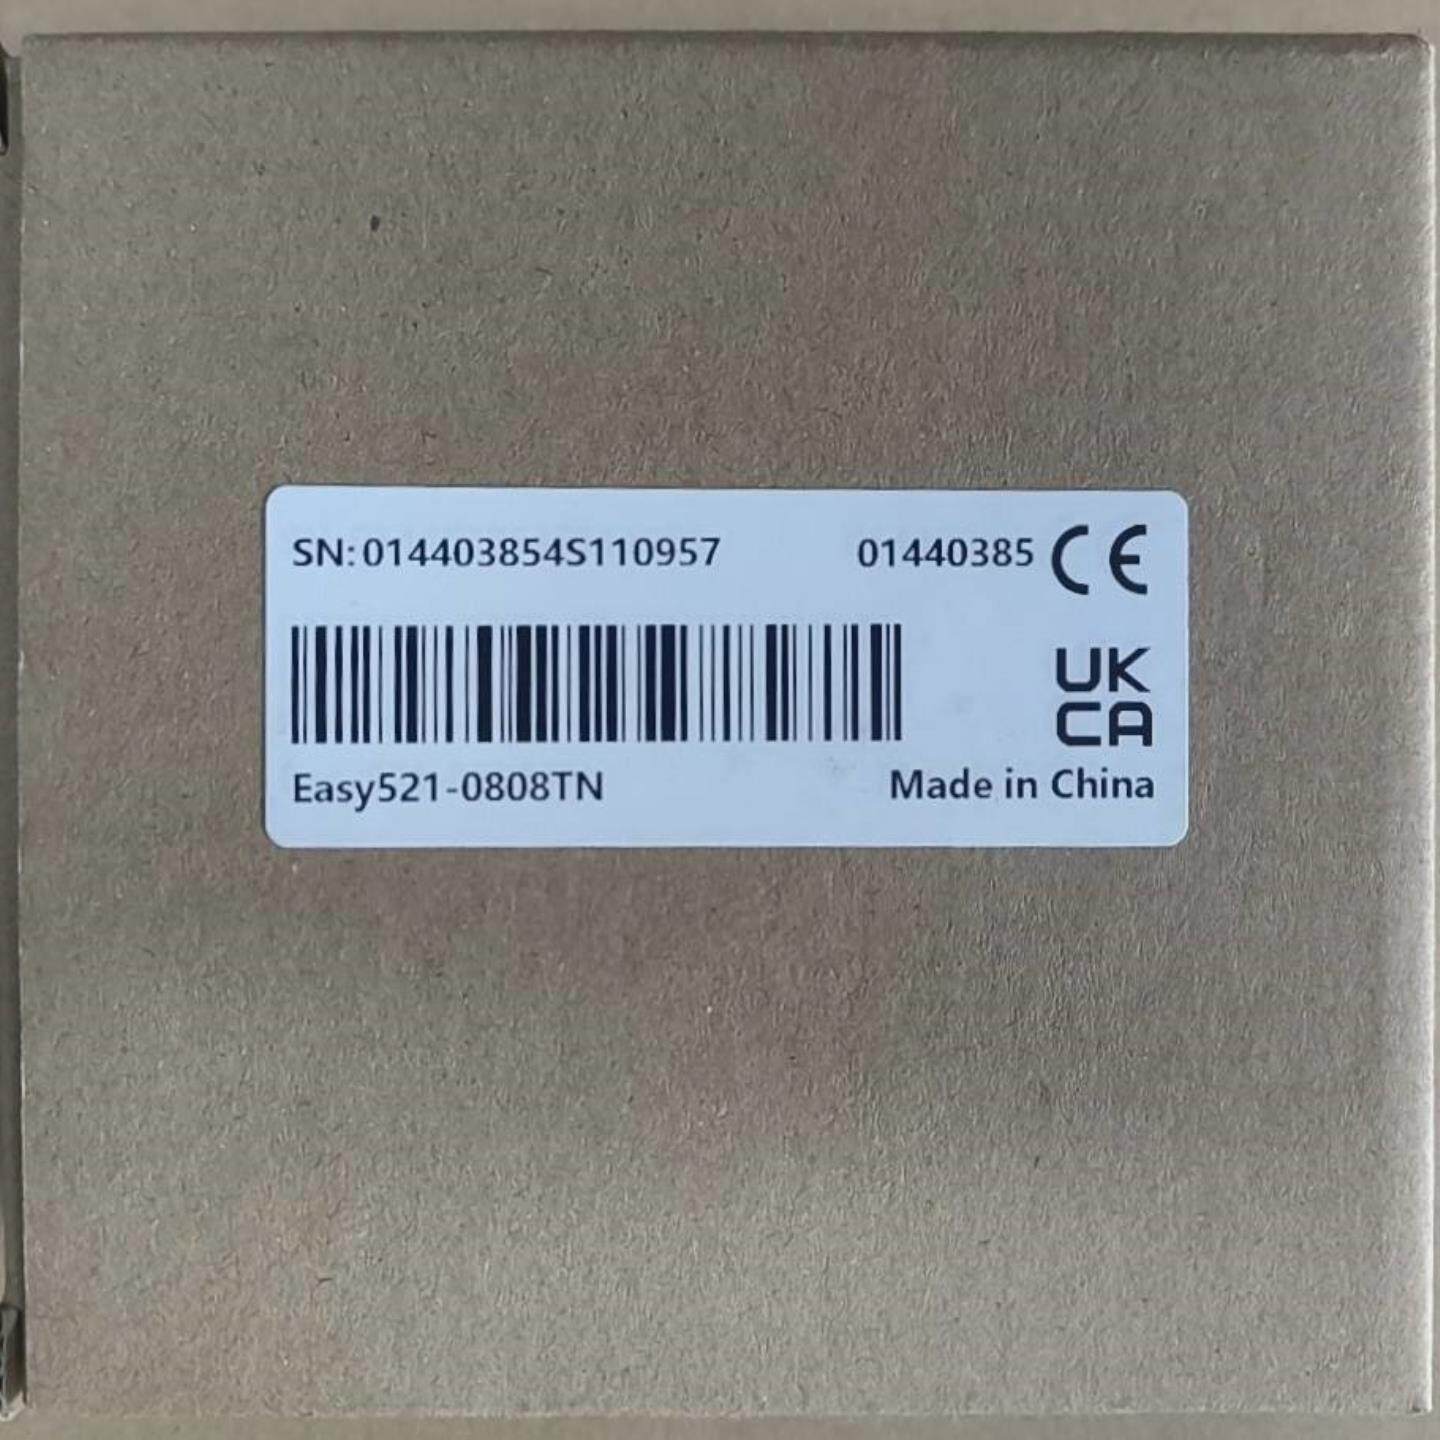 SN:014403854S110957 01440385 CE
UK
CA
Easy521-0808TN Made in China